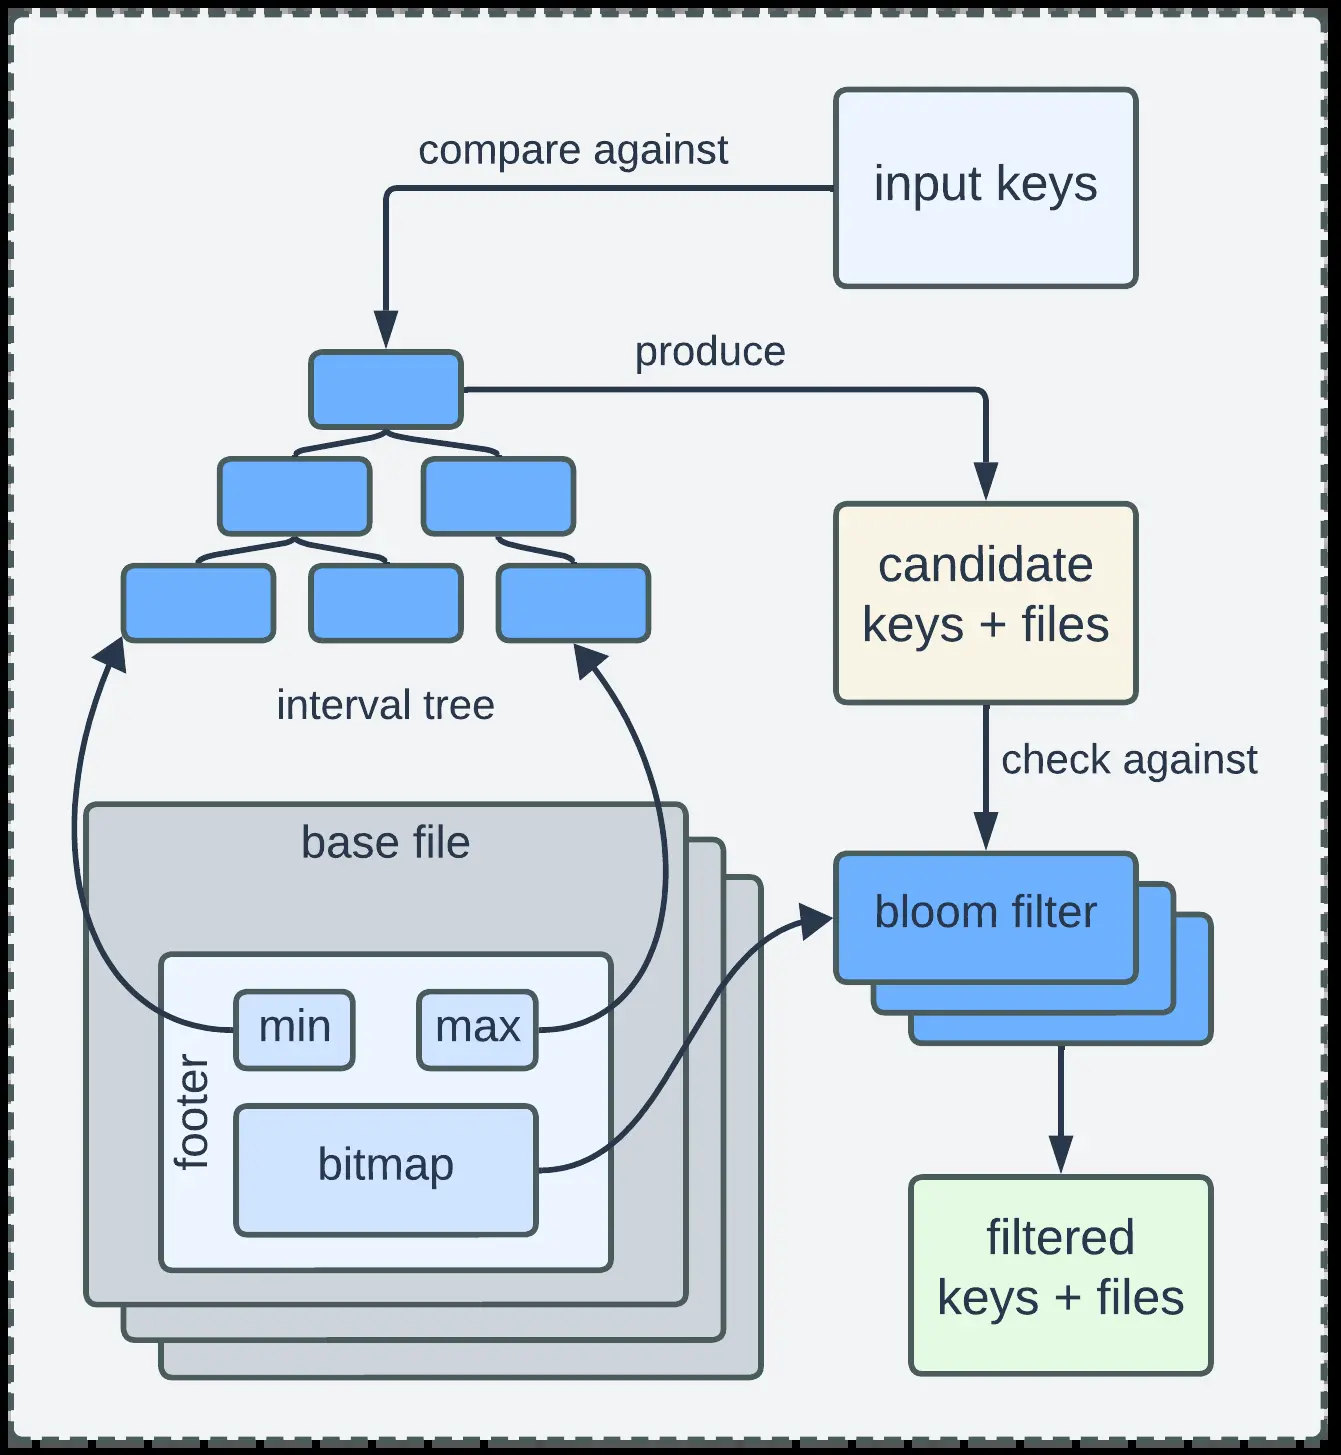 compare against
input keys
produce
candidate
keys + files
interval tree
check against
base file
bloom filter
min
max
footer
bitmap
filtered
keys + files